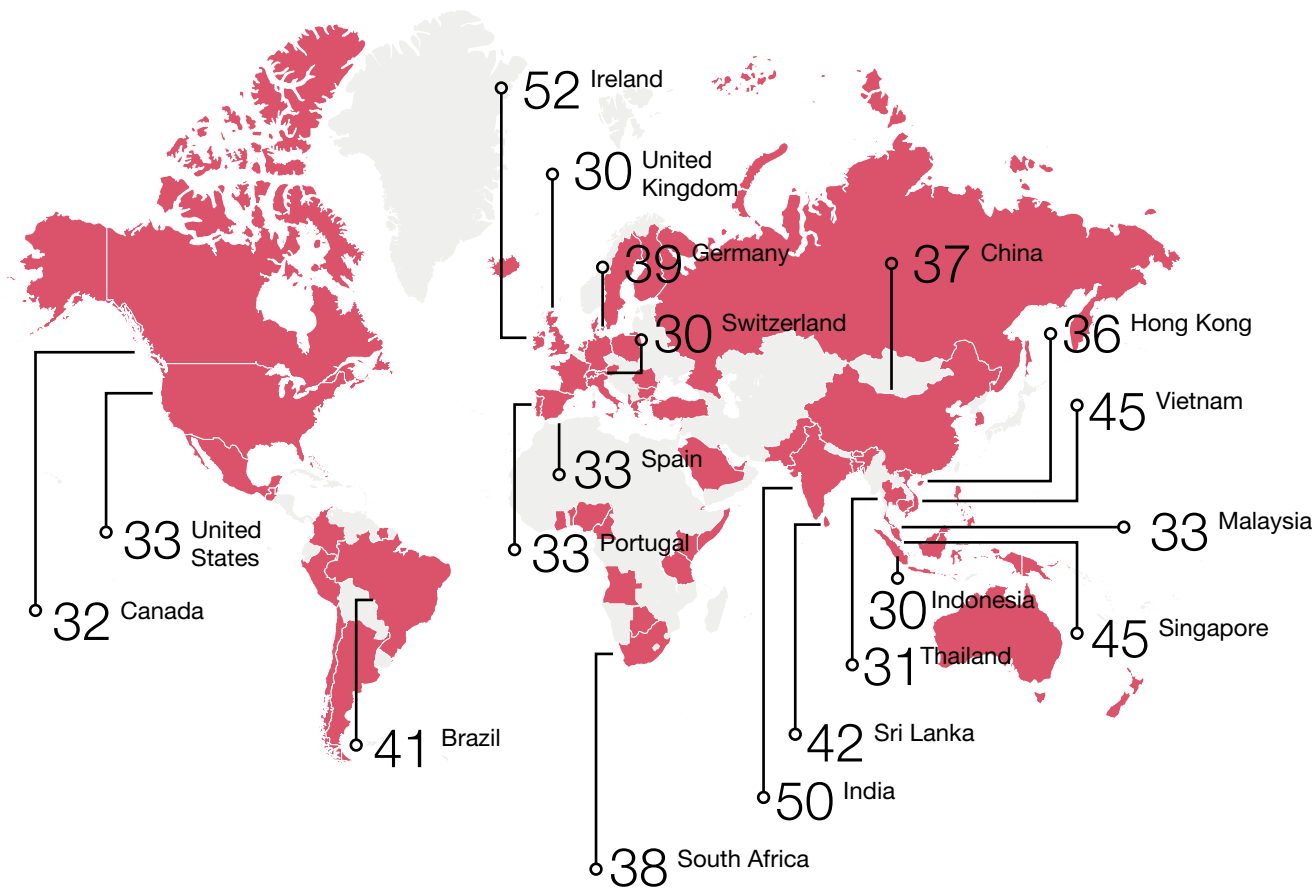 52 Ireland
30 United
Kingdom
39 Germany
37 China
30 Switzerland
36 Hong Kong
45 Vietnam
33 Spain
33 Malaysia
33 United
States
33 Portugal
32 Canada
30 Indonesia
45 Singapore
31 Thailand
41 Brazil
42 Sri Lanka
50 India
38 South Africa